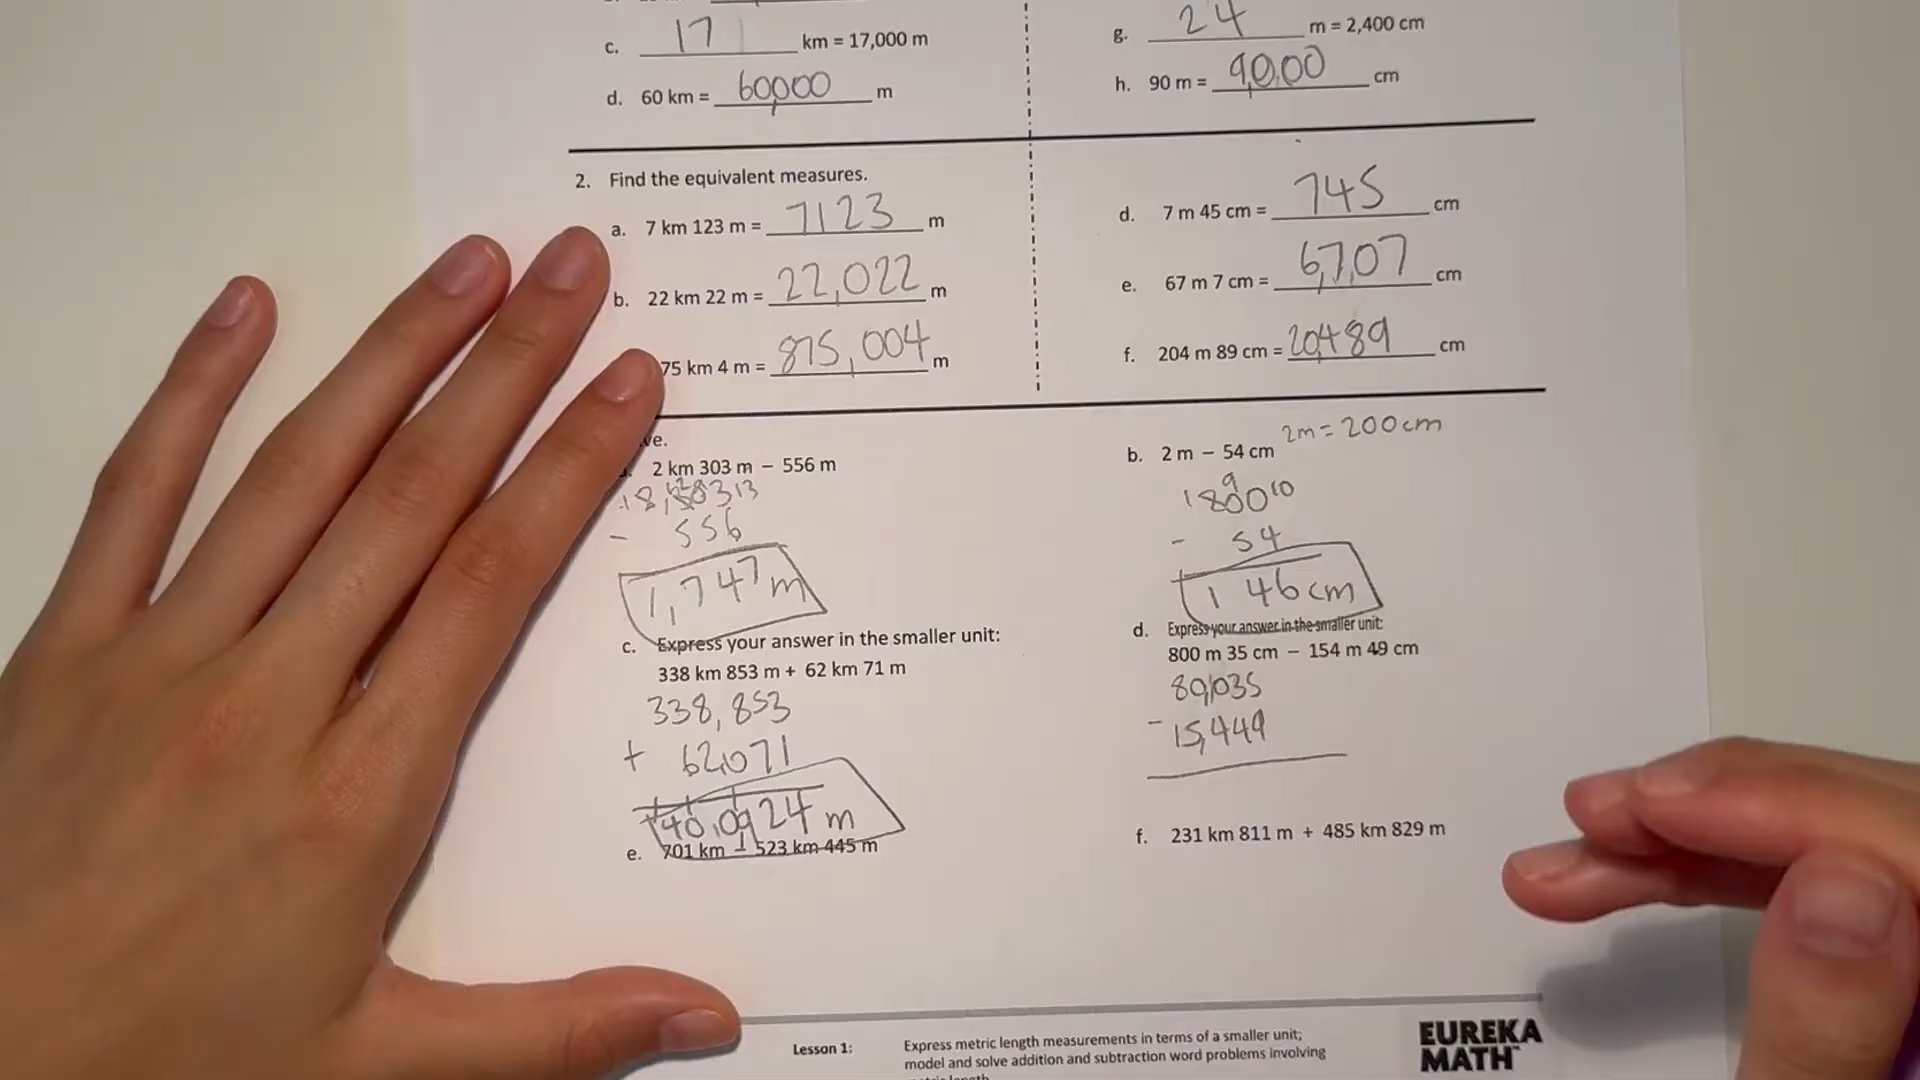 c. 17 km = 17,000 m
d. 60 km = 60,000 m
g. 24 m = 2,400 cm
h. 90 m = 9,000 cm
2. Find the equivalent measures.
a. 7 km 123 m = 7123 m
b. 22 km 22 m = 22,022 m
75 km 4 m = 875,004 m
d. 7 m 45 cm = 745 cm
e. 67 m 7 cm = 6,707 cm
f. 204 m 89 cm = 20,489 cm
2 km 303 m − 556 m
- 556
1,747 m
b. 2 m − 54 cm 2m = 200cm
- 54
146 cm
c. Express your answer in the smaller unit:
338 km 853 m + 62 km 71 m
338,853
+ 62,071
400,924 m
d. Express your answer in the smaller unit:
800 m 35 cm − 154 m 49 cm
80,035
- 15,449
e. 701 km − 523 km 445 m
f. 231 km 811 m + 485 km 829 m
Lesson 1: Express metric length measurements in terms of a smaller unit;
model and solve addition and subtraction word problems involving
EUREKA
MATH™